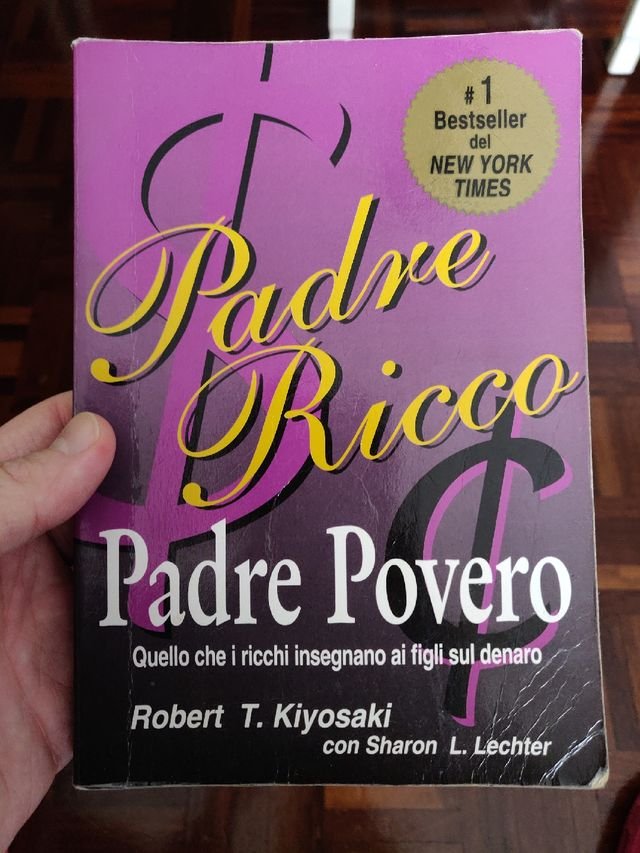 # 1
Bestseller
del
NEW YORK
TIMES
Padre
Ricco
Padre Povero
Quello che i ricchi insegnano ai figli sul denaro
Robert T. Kiyosaki
con Sharon L. Lechter